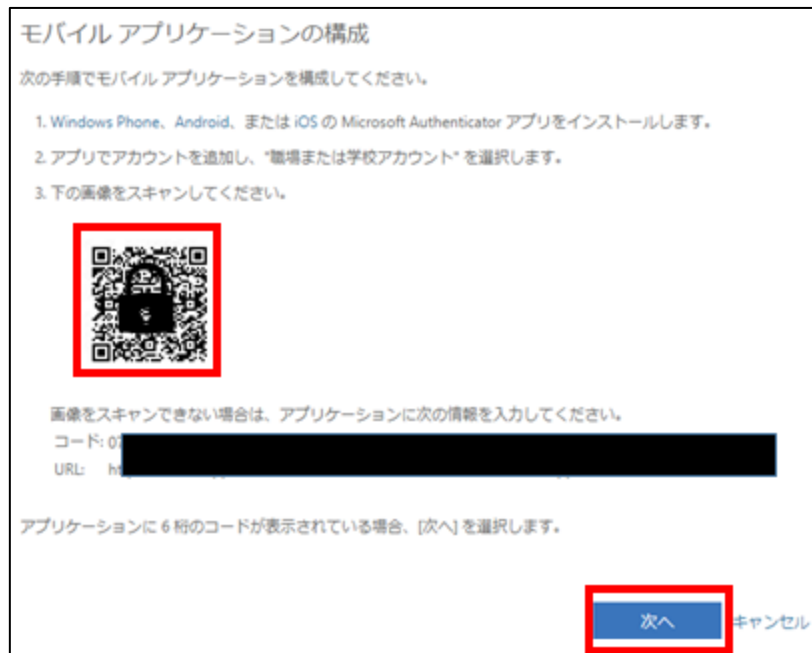 モバイル アプリケーションの構成
次の手順でモバイル アプリケーションを構成してください。
1. Windows Phone、Android、または iOS の Microsoft Authenticator アプリをインストールします。
2. アプリでアカウントを追加し、"職場または学校アカウント" を選択します。
3. 下の画像をスキャンしてください。
画像をスキャンできない場合は、アプリケーションに次の情報を入力してください。
コード: 07
URL:
アプリケーションに 6 桁のコードが表示されている場合、[次へ] を選択します。
次へ キャンセル